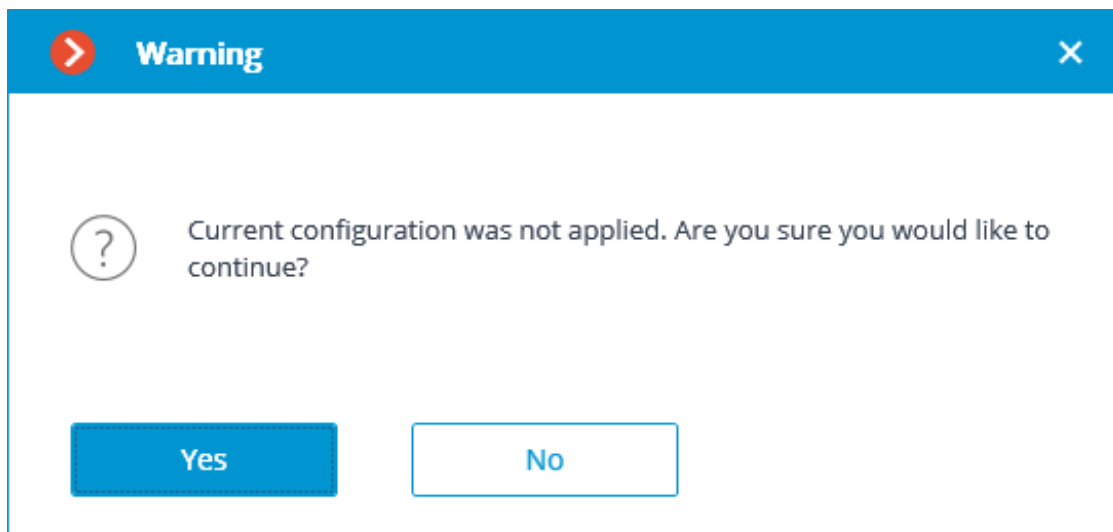 Warning
Current configuration was not applied. Are you sure you would like to
continue?
Yes
No